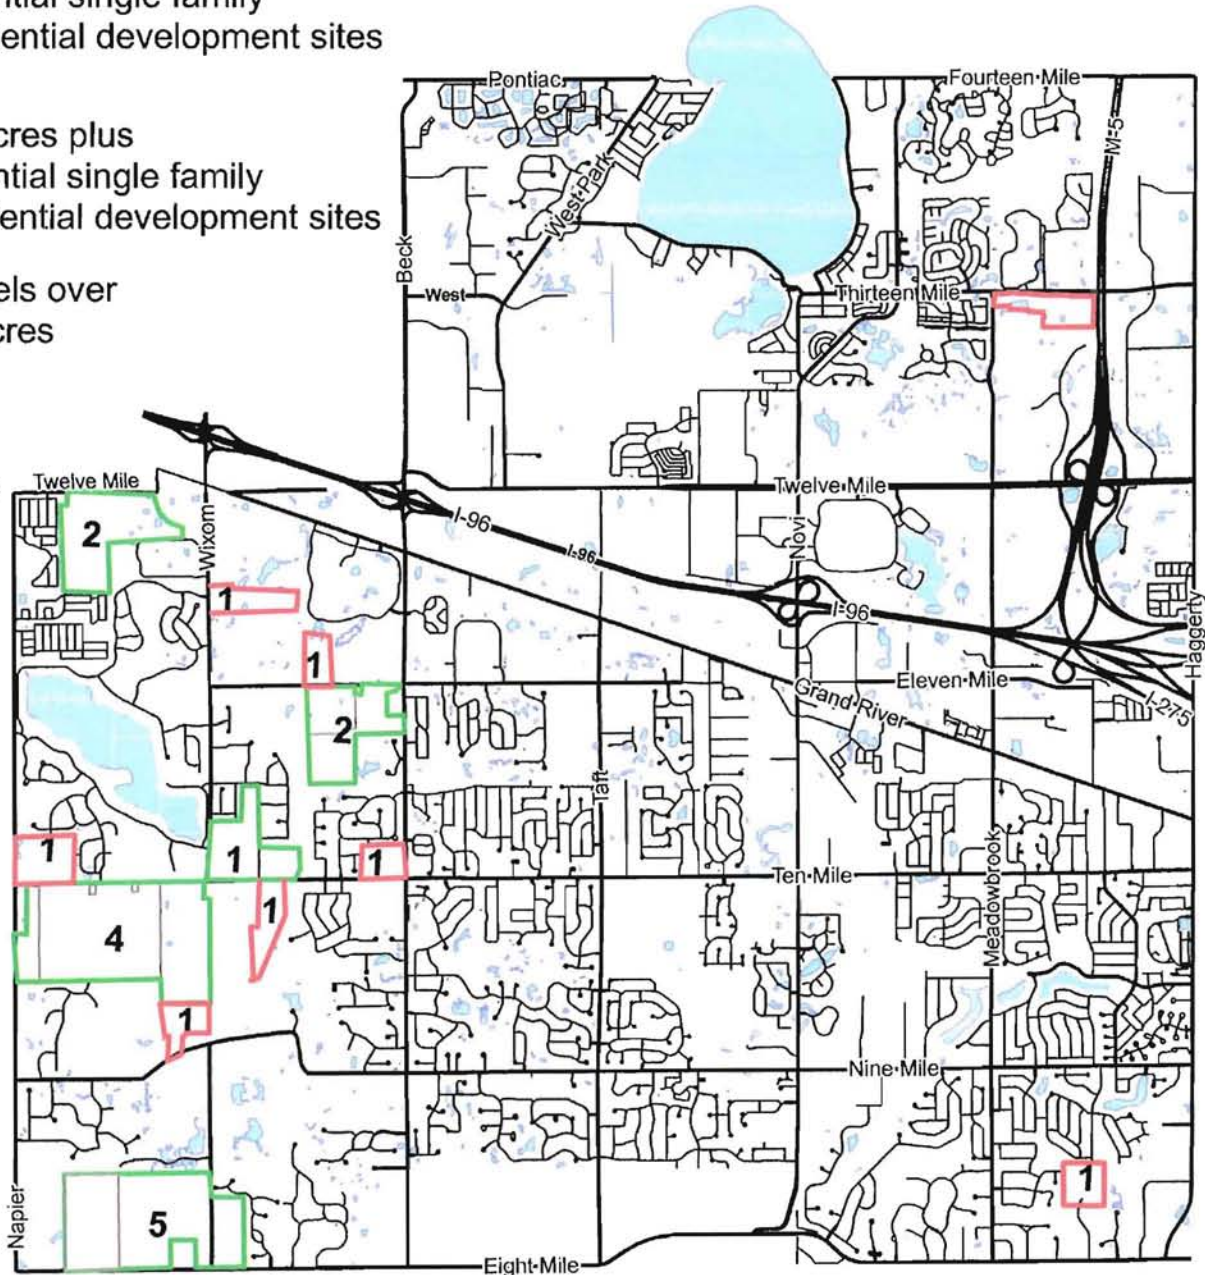 ntial single family
ential development sites
cres plus
ntial single family
ential development sites
els over
cres
Pontiac
Fourteen Mile
M-5
West Park
Beck
West
Thirteen Mile
Twelve Mile
Twelve Mile
2
Wixom
I-96
I-96
Novi
I-96
Haggerty
1
1
Eleven Mile
Grand River
I-275
2
Taft
1
1
1
Ten Mile
Meadowbrook
1
4
1
Nine Mile
1
Napier
5
Eight Mile